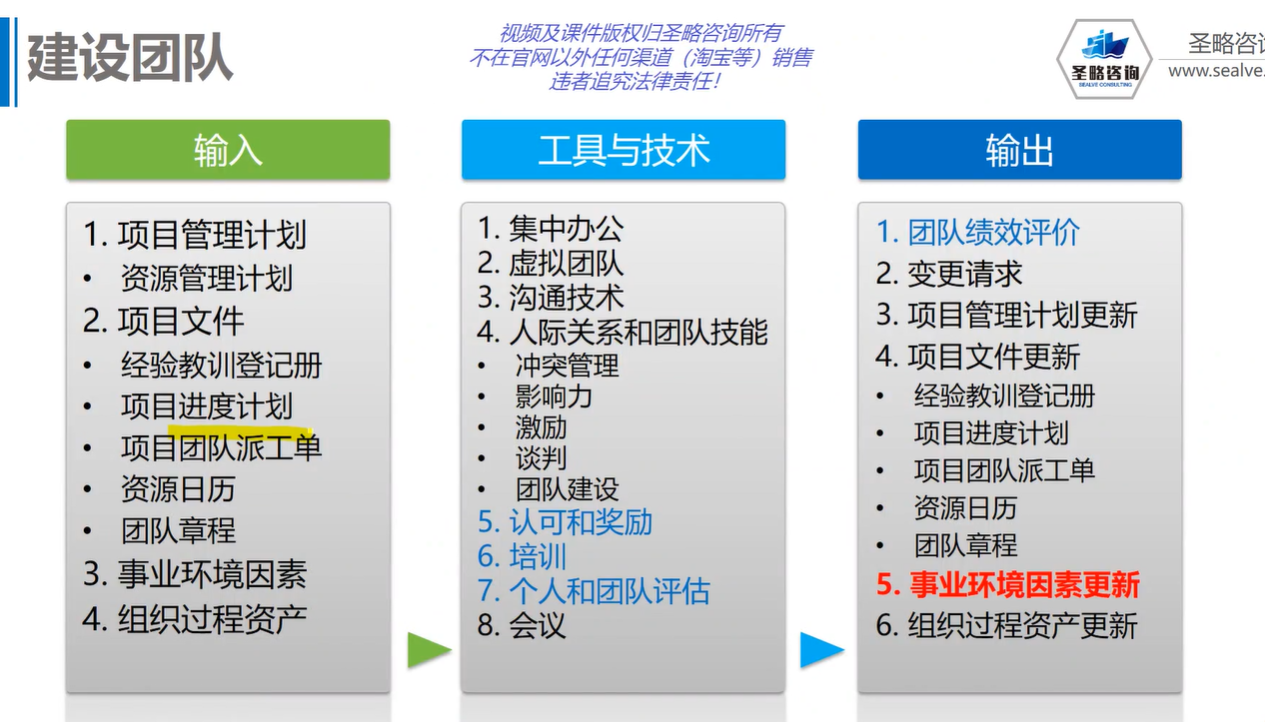 建设团队
视频及课件版权归圣略咨询所有
不在官网以外任何渠道（淘宝等）销售
违者追究法律责任！
圣略咨询
SEALVE CONSULTING
圣略咨
www.sealve.
输入
1. 项目管理计划
• 资源管理计划
2. 项目文件
• 经验教训登记册
• 项目进度计划
• 项目团队派工单
• 资源日历
• 团队章程
3. 事业环境因素
4. 组织过程资产
工具与技术
1. 集中办公
2. 虚拟团队
3. 沟通技术
4. 人际关系和团队技能
• 冲突管理
• 影响力
• 激励
• 谈判
• 团队建设
5. 认可和奖励
6. 培训
7. 个人和团队评估
8. 会议
输出
1. 团队绩效评价
2. 变更请求
3. 项目管理计划更新
4. 项目文件更新
• 经验教训登记册
• 项目进度计划
• 项目团队派工单
• 资源日历
• 团队章程
5. 事业环境因素更新
6. 组织过程资产更新